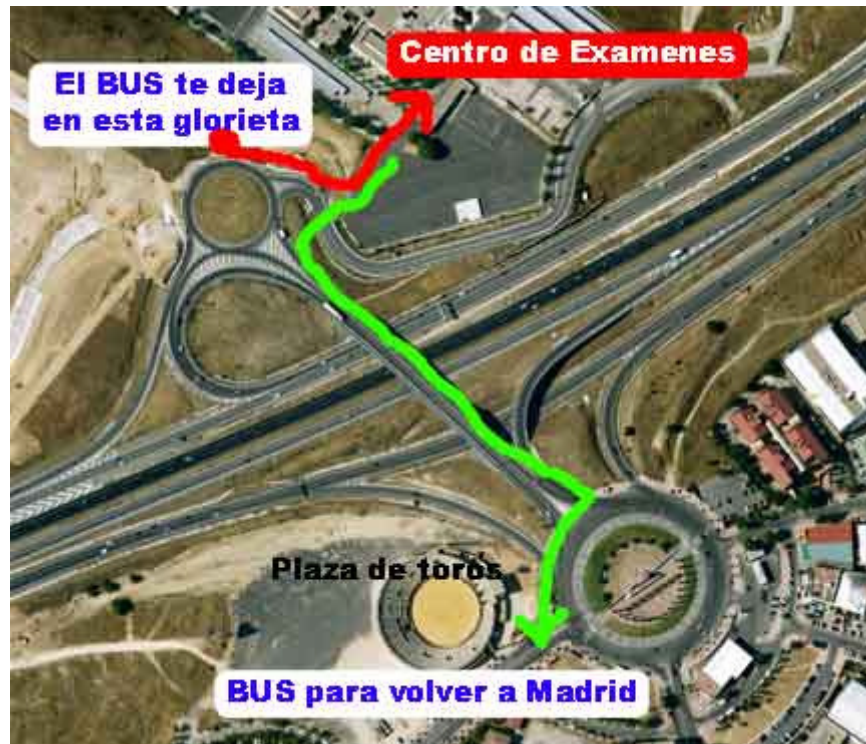 Centro de Examenes
El BUS te deja
en esta glorieta
Plaza de toros
BUS para volver a Madrid